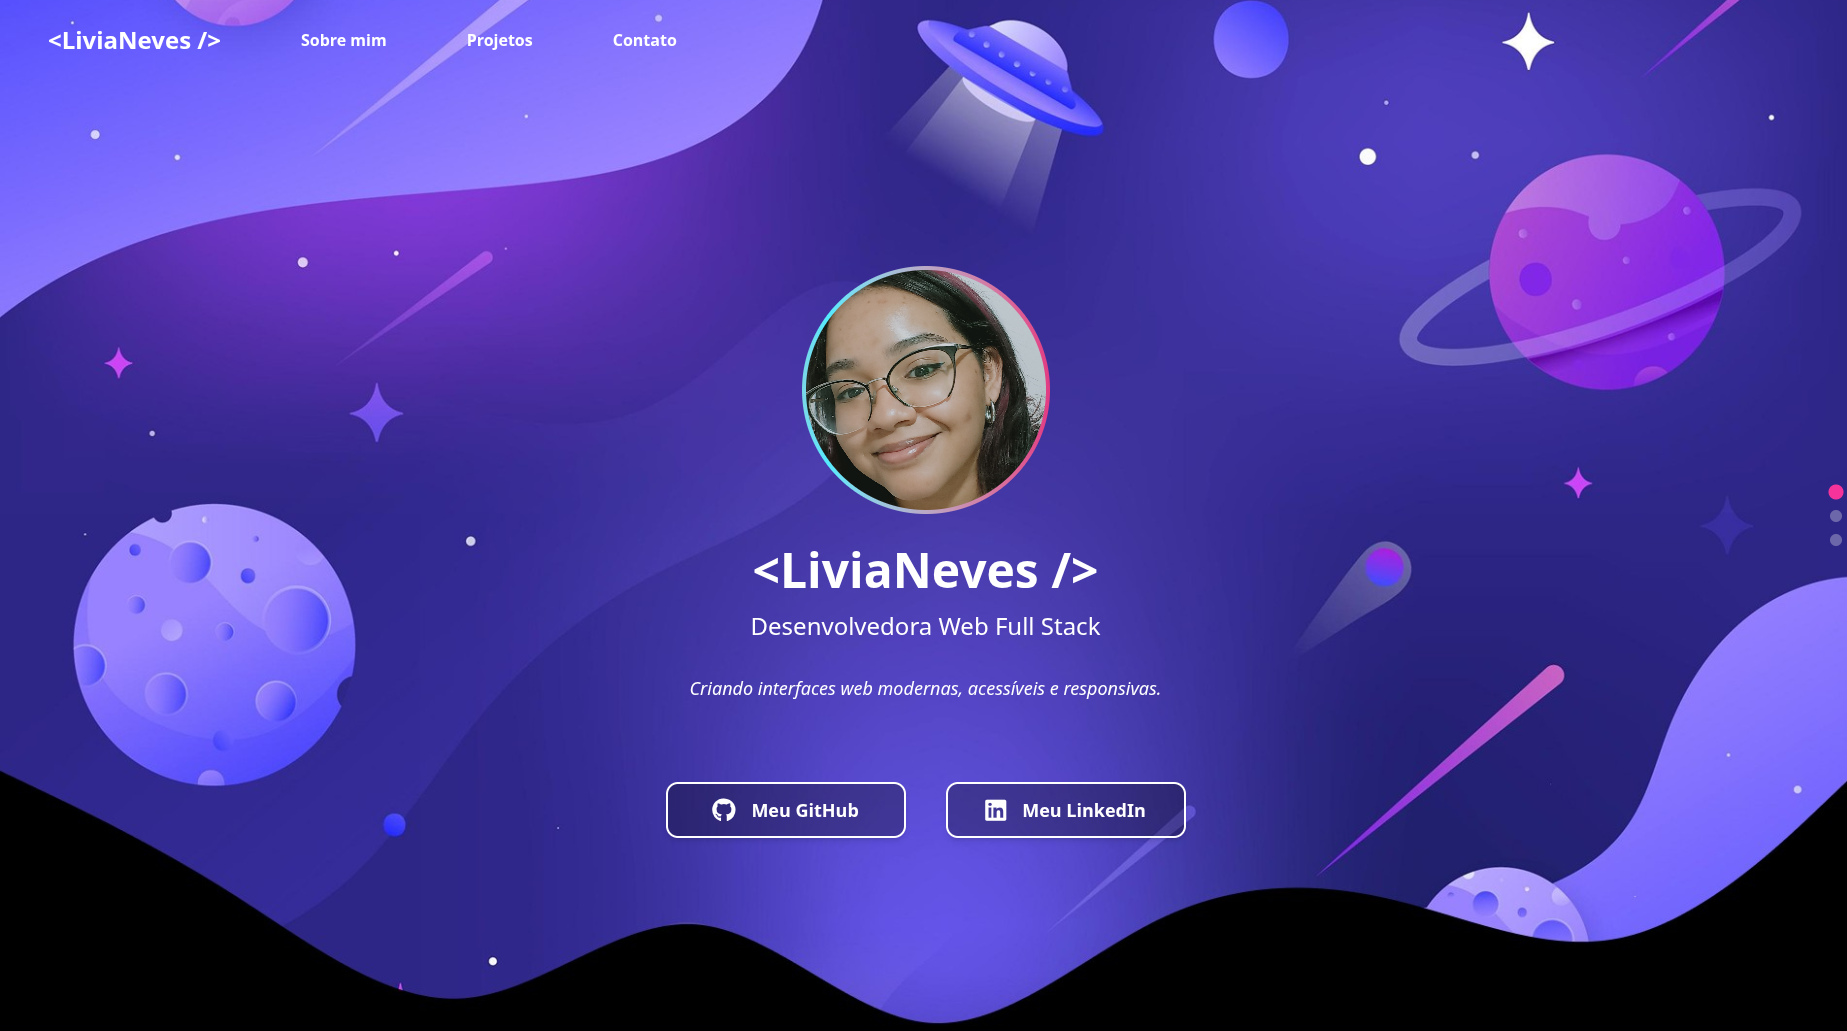 <LiviaNeves />
Sobre mim
Projetos
Contato
<LiviaNeves />
Desenvolvedora Web Full Stack
Criando interfaces web modernas, acessíveis e responsivas.
Meu GitHub
Meu LinkedIn